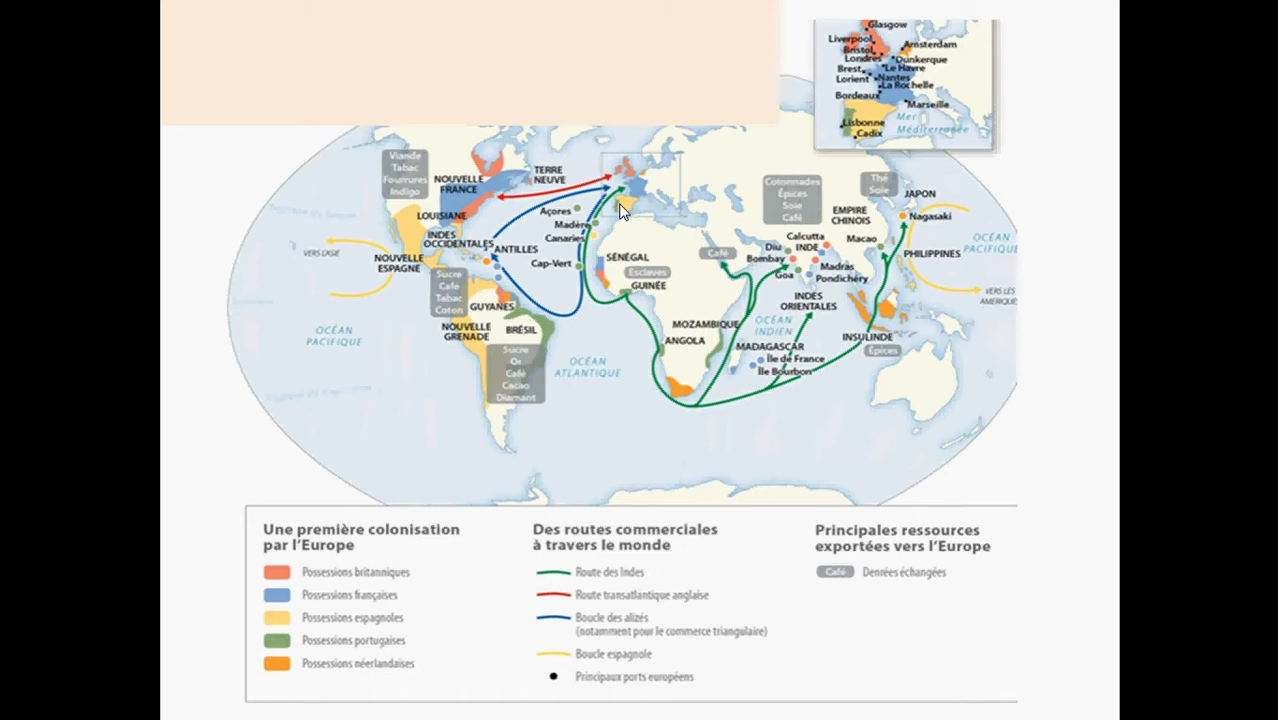 Glasgow
Liverpool
Bristol
Londres
Amsterdam
Dunkerque
Brest
Le Havre
Lorient
Nantes
La Rochelle
Bordeaux
Marseille
Mer
Méditerranée
Lisbonne
Cadix
Viande
Tabac
Fourrures
Indigo
NOUVELLE
FRANCE
TERRE
NEUVE
LOUISIANE
INDES
OCCIDENTALES
ANTILLES
VERS L'ASIE
NOUVELLE
ESPAGNE
Sucre
Café
Tabac
Coton
GUYANES
NOUVELLE
GRENADE
BRÉSIL
Sucre
Or
Café
Cacao
Diamant
OCÉAN
PACIFIQUE
OCÉAN
ATLANTIQUE
Açores
Madère
Canaries
Cap-Vert
SÉNÉGAL
Esclaves
GUINÉE
Café
MOZAMBIQUE
ANGOLA
MADAGASCAR
Île de France
Île Bourbon
OCÉAN
INDIEN
Cotonnades
Épices
Soie
Café
Thé
Soie
EMPIRE
CHINOIS
JAPON
Nagasaki
Calcutta
Diu
INDE
Bombay
Goa
Madras
Pondichéry
INDES
ORIENTALES
Macao
PHILIPPINES
OCÉAN
PACIFIQUE
VERS LES
INSULINDE
Épices
Une première colonisation
par l'Europe
Possessions britanniques
Possessions françaises
Possessions espagnoles
Possessions portugaises
Possessions néerlandaises
Des routes commerciales
à travers le monde
Route des Indes
Route transatlantique anglaise
Boucle des alizés
(notamment pour le commerce triangulaire)
Boucle espagnole
Principaux ports européens
Principales ressources
exportées vers l'Europe
Café Denrées échangées